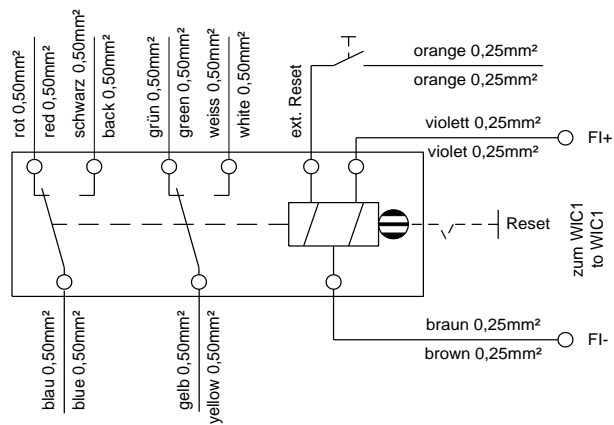 rot 0,50mm²
red 0,50mm²
schwarz 0,50mm²
back 0,50mm²
grün 0,50mm²
green 0,50mm²
weiss 0,50mm²
white 0,50mm²
ext. Reset
orange 0,25mm²
orange 0,25mm²
violett 0,25mm²
violet 0,25mm²
FI+
Reset
zum WIC1
to WIC1
braun 0,25mm²
brown 0,25mm²
FI-
blau 0,50mm²
blue 0,50mm²
gelb 0,50mm²
yellow 0,50mm²